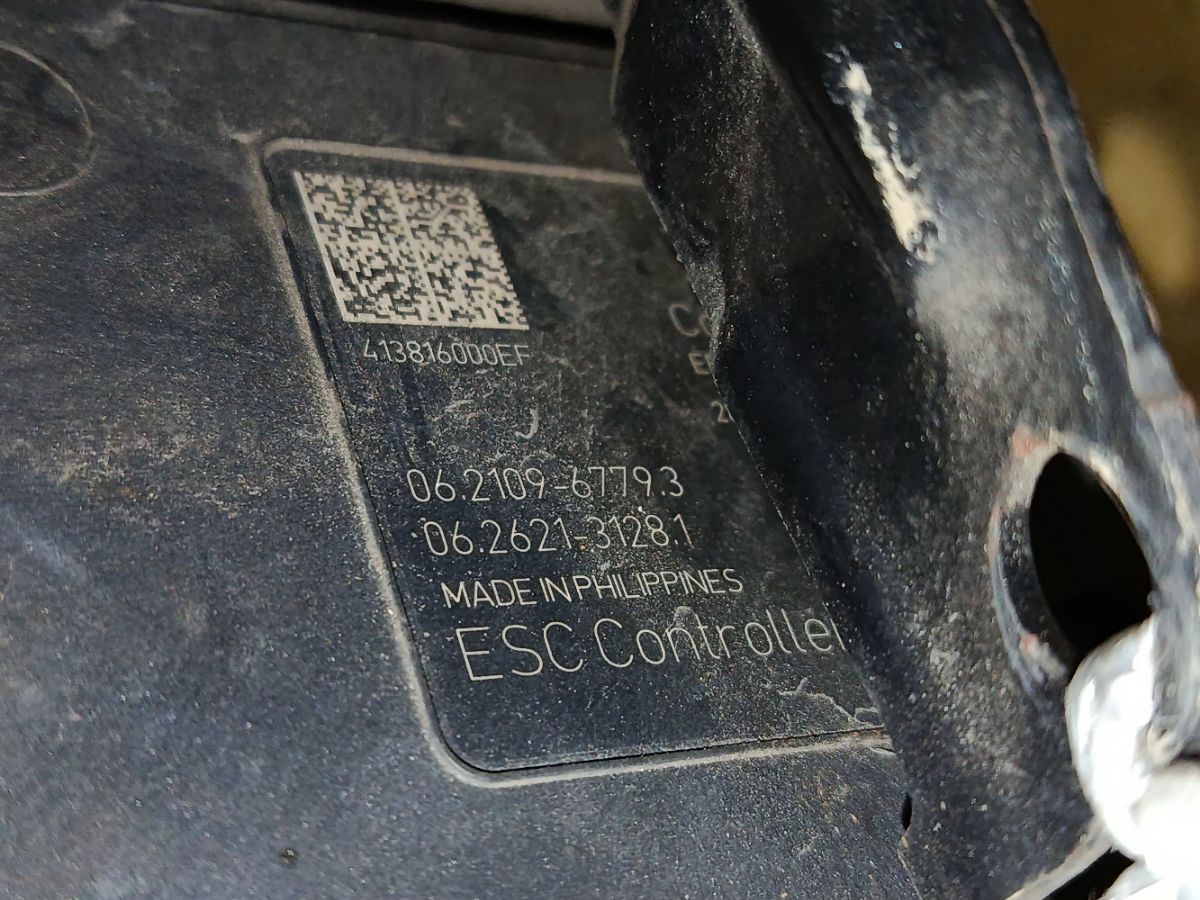 413816000EF
06.2109-6779.3
06.2621-3128.1
MADE IN PHILIPPINES
ESC Controller